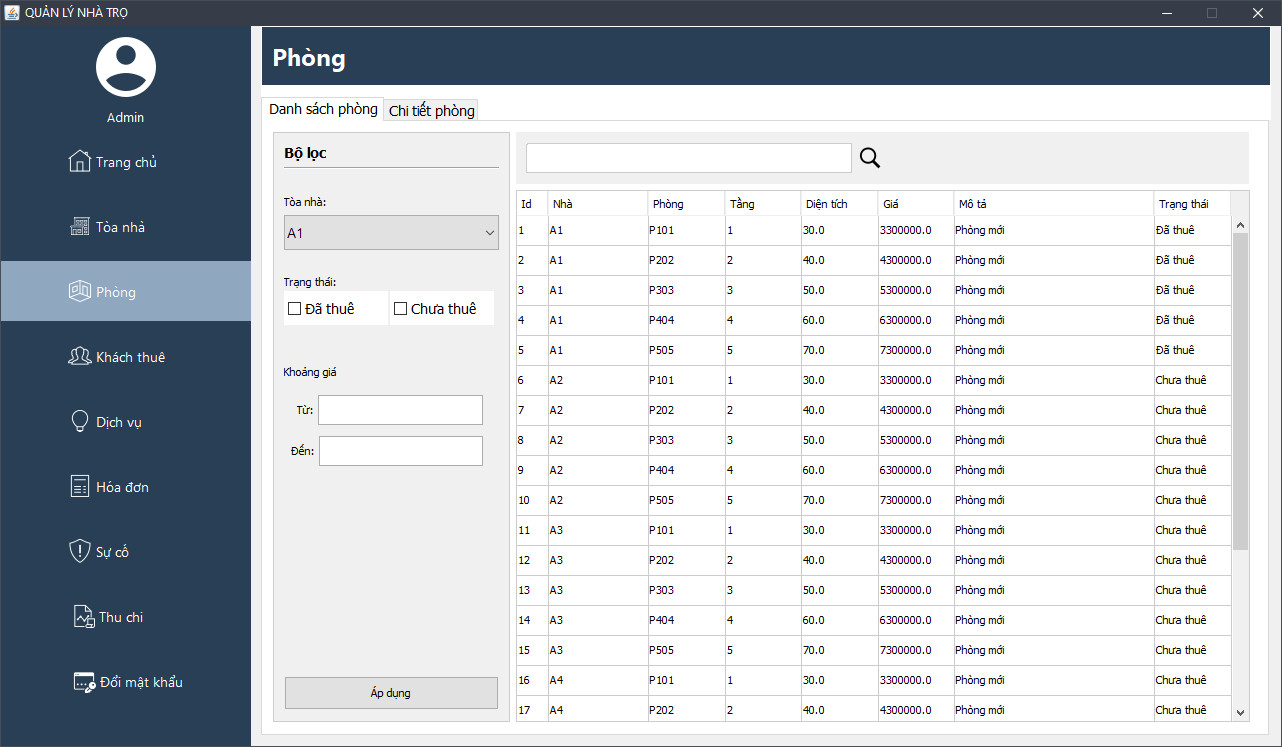 QUẢN LÝ NHÀ TRỌ
Admin
Trang chủ
Tòa nhà
Phòng
Khách thuê
Dịch vụ
Hóa đơn
Sự cố
Thu chi
Đổi mật khẩu
Phòng
Danh sách phòng Chi tiết phòng
Bộ lọc
Tòa nhà:
A1
Trạng thái:
Đã thuê Chưa thuê
Khoảng giá
Từ:
Đến:
Áp dụng
Id Nhà Phòng Tầng Diện tích Giá Mô tả Trạng thái
1 A1 P101 1 30.0 3300000.0 Phòng mới Đã thuê
2 A1 P202 2 40.0 4300000.0 Phòng mới Đã thuê
3 A1 P303 3 50.0 5300000.0 Phòng mới Đã thuê
4 A1 P404 4 60.0 6300000.0 Phòng mới Đã thuê
5 A1 P505 5 70.0 7300000.0 Phòng mới Đã thuê
6 A2 P101 1 30.0 3300000.0 Phòng mới Chưa thuê
7 A2 P202 2 40.0 4300000.0 Phòng mới Chưa thuê
8 A2 P303 3 50.0 5300000.0 Phòng mới Chưa thuê
9 A2 P404 4 60.0 6300000.0 Phòng mới Chưa thuê
10 A2 P505 5 70.0 7300000.0 Phòng mới Chưa thuê
11 A3 P101 1 30.0 3300000.0 Phòng mới Chưa thuê
12 A3 P202 2 40.0 4300000.0 Phòng mới Chưa thuê
13 A3 P303 3 50.0 5300000.0 Phòng mới Chưa thuê
14 A3 P404 4 60.0 6300000.0 Phòng mới Chưa thuê
15 A3 P505 5 70.0 7300000.0 Phòng mới Chưa thuê
16 A4 P101 1 30.0 3300000.0 Phòng mới Chưa thuê
17 A4 P202 2 40.0 4300000.0 Phòng mới Chưa thuê